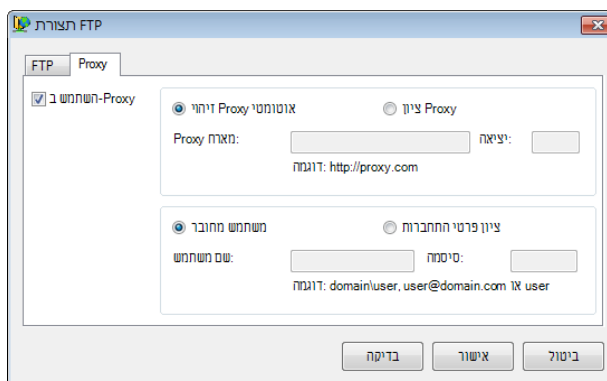 תצורת FTP
FTP
Proxy
השתמש ב-Proxy
אוטומטי Proxy זיהוי
ציון Proxy
Proxy מארח:
יציאה:
דוגמה: http://proxy.com
משתמש מחובר
ציון פרטי התחברות
שם משתמש:
סיסמה:
דוגמה: domain\user, user@domain.com או user
בדיקה
אישור
ביטול